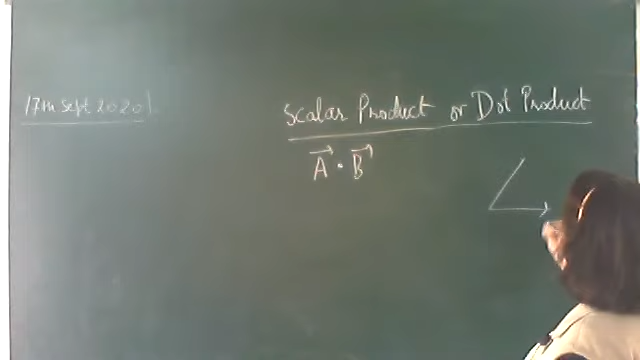 17th Sept 2020
Scalar Product or Dot Product
A⃗ · B⃗